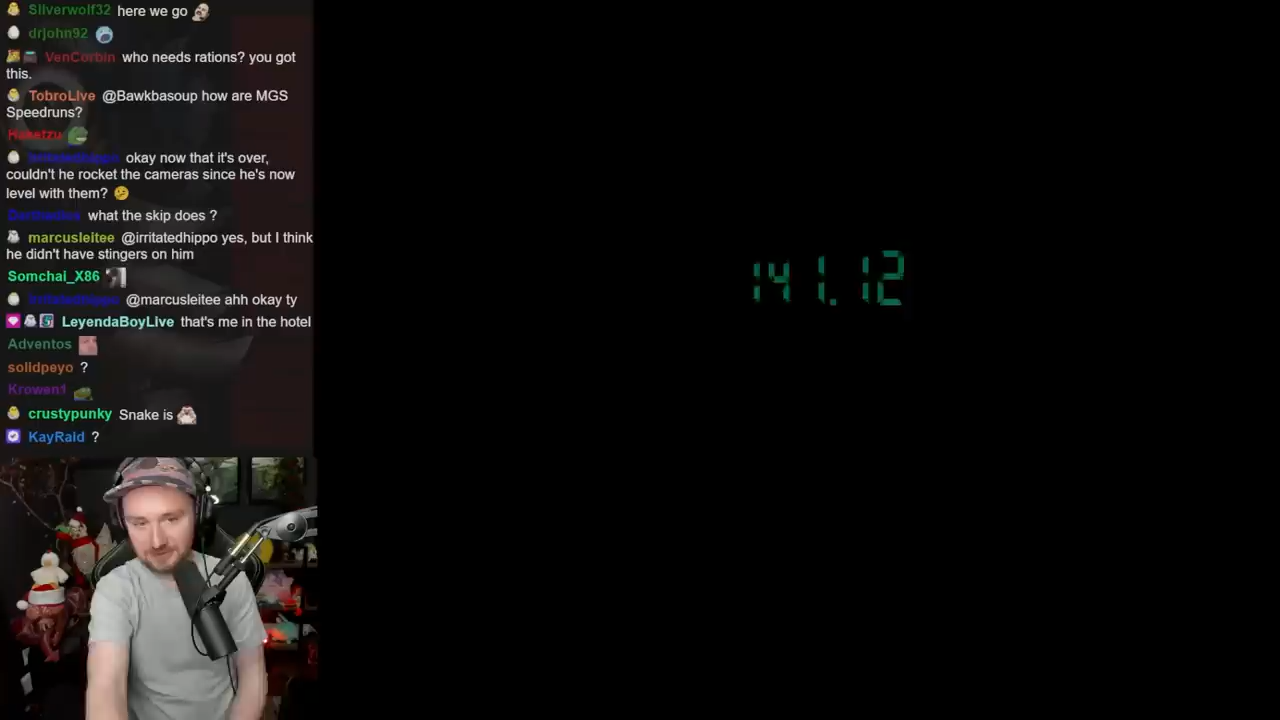 Silverwolf32 here we go
drjohn92
VenCorbin who needs rations? you got
this.
TobroLive @Bawkbasoup how are MGS
Speedruns?
okay now that it's over,
couldn't he rocket the cameras since he's now
level with them?
what the skip does ?
marcusleitee @irritatedhippo yes, but I think
he didn't have stingers on him
Somchai_X86
irritatedhippo @marcusleitee ahh okay ty
LeyendaBoyLive that's me in the hotel
Adventos
solidpeyo ?
Krowen1
crustypunky Snake is
KayRaid ?
141.12